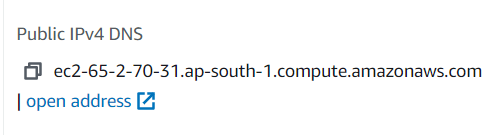 Public IPv4 DNS
ec2-65-2-70-31.ap-south-1.compute.amazonaws.com
| open address